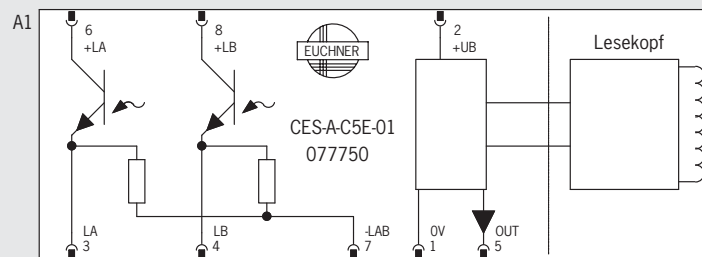 A1
6
+LA
8
+LB
EUCHNER
2
+UB
Lesekopf
CES-A-C5E-01
077750
LA
3
LB
4
-LAB
7
0V
1
OUT
5